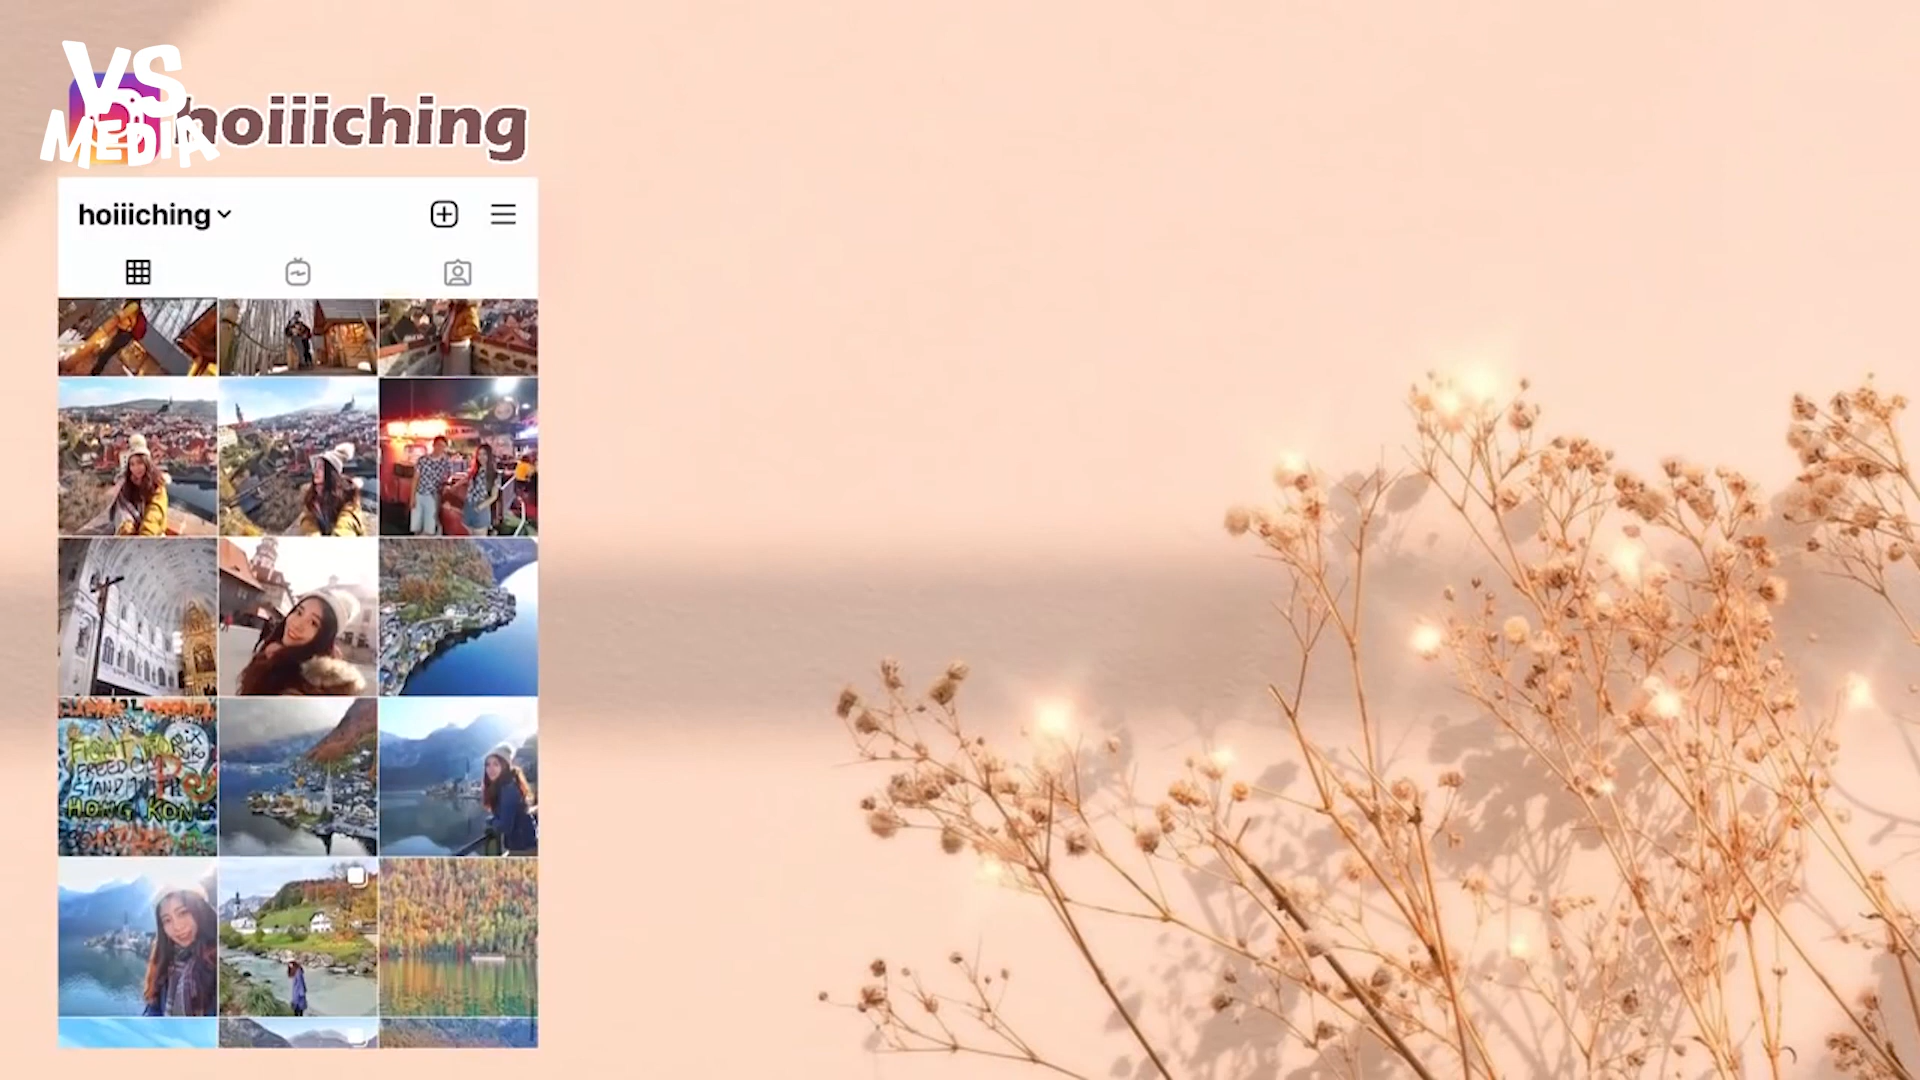 VS
MEDIA
hoiiiching
hoiiiching
FIGHT FOR
FREEDOM
STAND WITH
HONG KONG